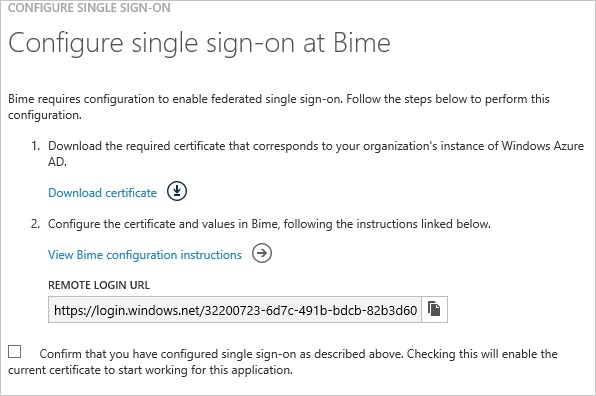 CONFIGURE SINGLE SIGN-ON
Configure single sign-on at Bime
Bime requires configuration to enable federated single sign-on. Follow the steps below to perform this
configuration.
1. Download the required certificate that corresponds to your organization's instance of Windows Azure
AD.
Download certificate
2. Configure the certificate and values in Bime, following the instructions linked below.
View Bime configuration instructions
REMOTE LOGIN URL
https://login.windows.net/32200723-6d7c-491b-bdcb-82b3d60
Confirm that you have configured single sign-on as described above. Checking this will enable the
current certificate to start working for this application.